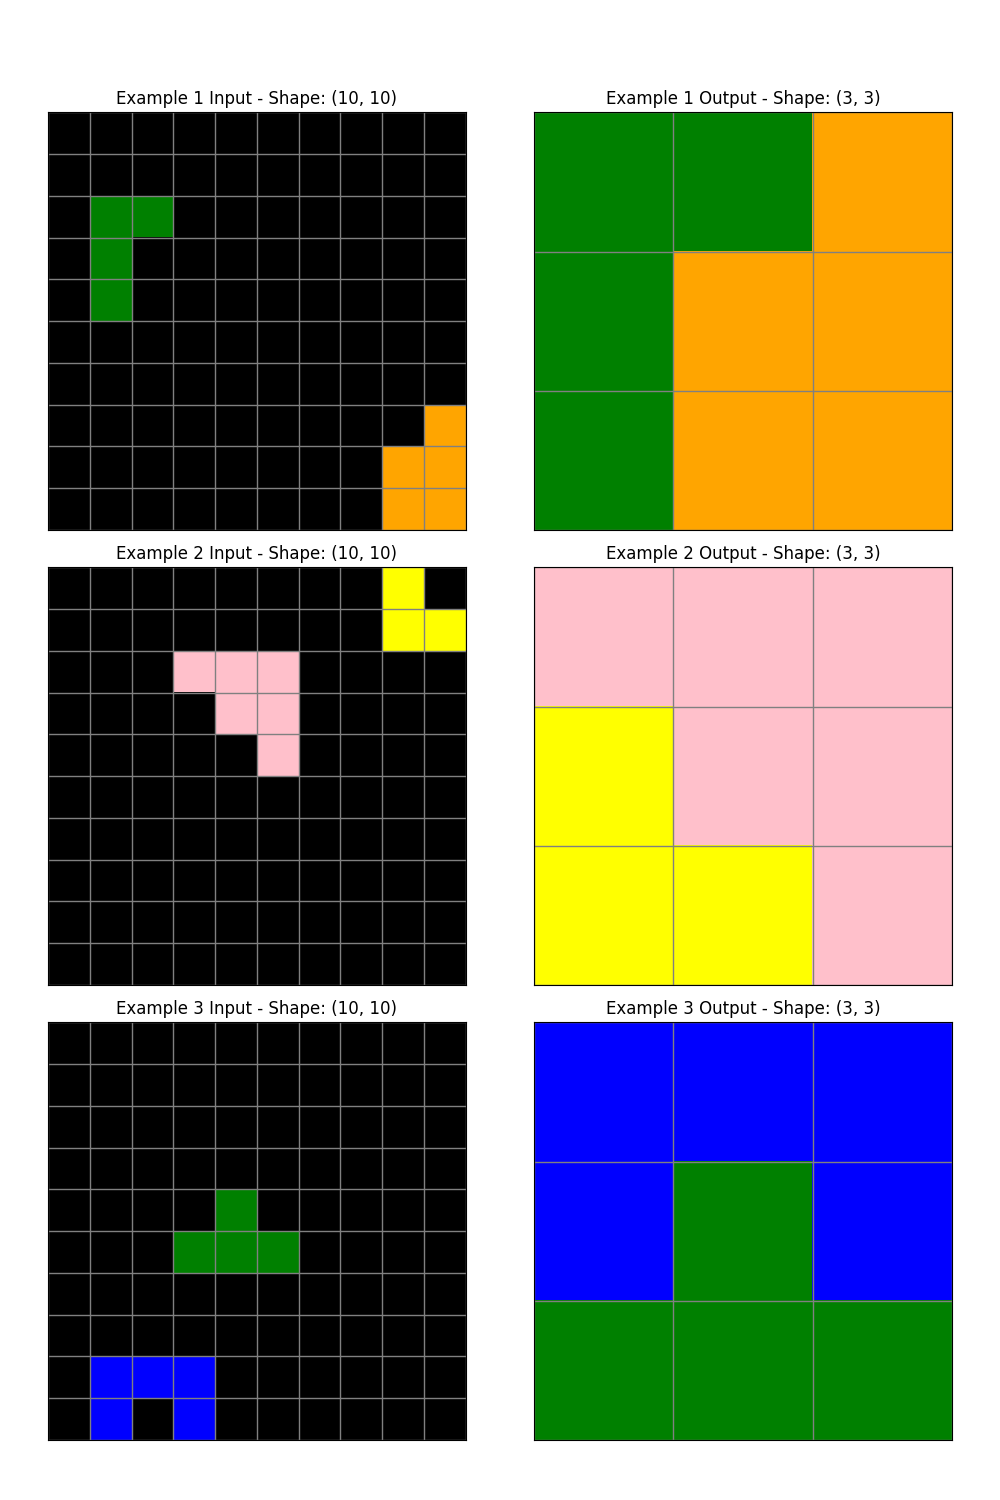 Example 1 Input - Shape: (10, 10)
Example 1 Output - Shape: (3, 3)
Example 2 Input - Shape: (10, 10)
Example 2 Output - Shape: (3, 3)
Example 3 Input - Shape: (10, 10)
Example 3 Output - Shape: (3, 3)